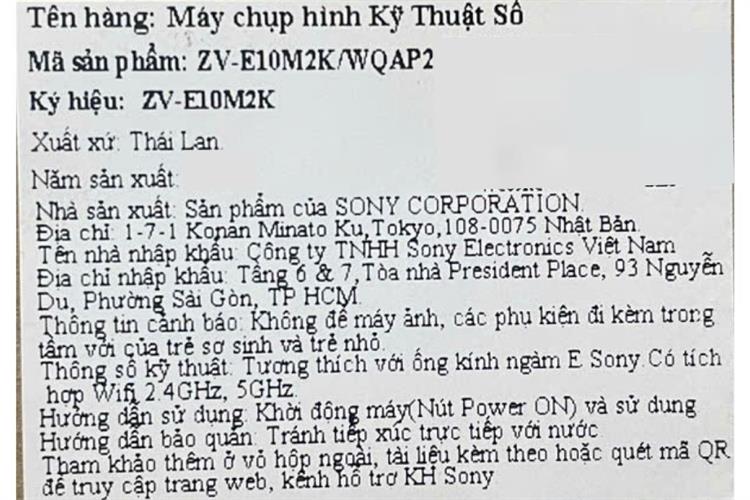 Tên hàng: Máy chụp hình Kỹ Thuật Số
Mã sản phẩm: ZV-E10M2K/WQAP2
Ký hiệu: ZV-E10M2K
Xuất xứ: Thái Lan.
Năm sản xuất:
Nhà sản xuất: Sản phẩm của SONY CORPORATION.
Địa chỉ: 1-7-1 Konan Minato Ku,Tokyo,108-0075 Nhật Bản.
Tên nhà nhập khẩu: Công ty TNHH Sony Electronics Việt Nam
Địa chỉ nhập khẩu: Tầng 6 & 7,Tòa nhà President Place, 93 Nguyễn
Du, Phường Sài Gòn, TP HCM.
Thông tin cảnh báo: Không để máy ảnh, các phụ kiện đi kèm trong
tầm với của trẻ sơ sinh và trẻ nhỏ.
Thông số kỹ thuật: Tương thích với ống kính ngàm E Sony.Có tích
hợp Wifi 2.4GHz, 5GHz.
Hướng dẫn sử dụng: Khởi động máy(Nút Power ON) và sử dụng
Hướng dẫn bảo quản: Tránh tiếp xúc trực tiếp với nước.
Tham khảo thêm ở vỏ hộp ngoài, tài liệu kèm theo hoặc quét mã QR
để truy cập trang web, kênh hỗ trợ KH Sony